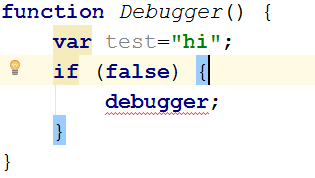 function Debugger() {
    var test="hi";
    if (false) {
        debugger;
    }
}